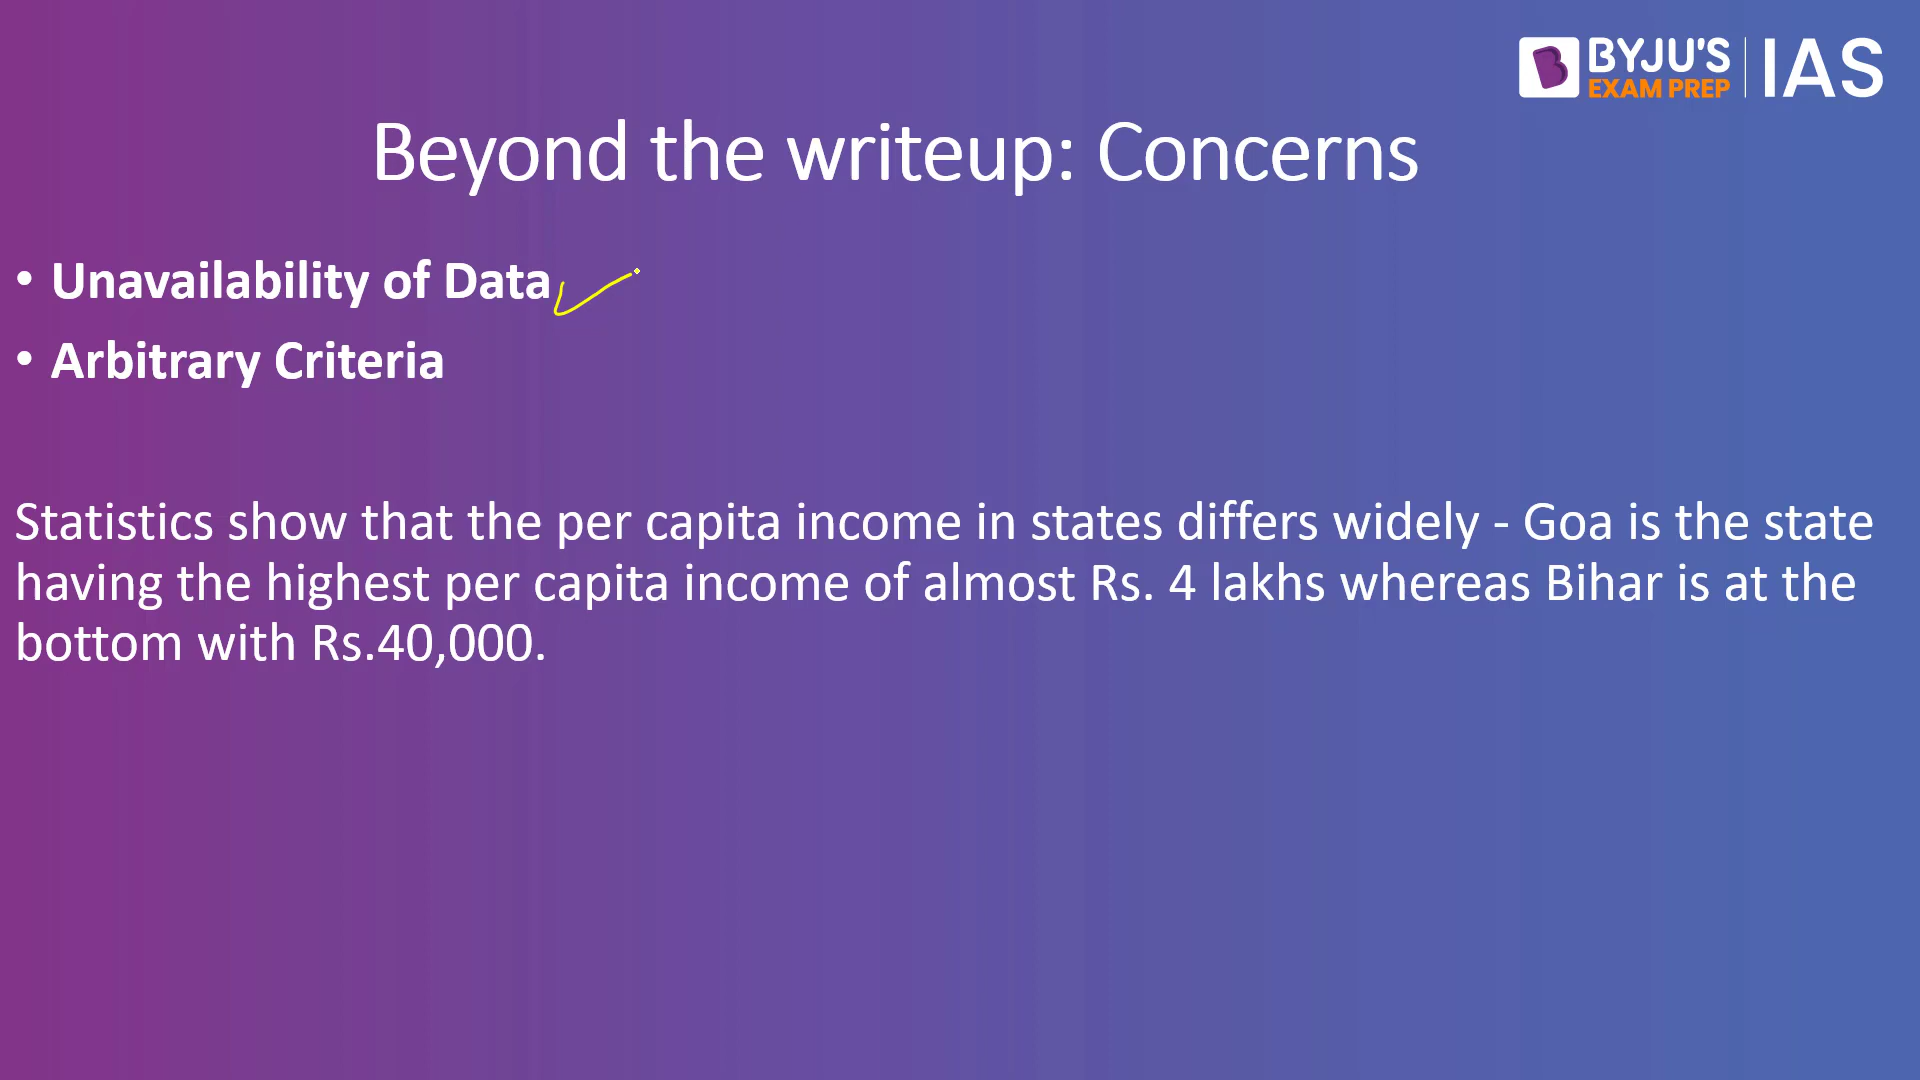 BYJU'S
EXAM PREP
IAS
Beyond the writeup: Concerns
• Unavailability of Data
• Arbitrary Criteria
Statistics show that the per capita income in states differs widely - Goa is the state
having the highest per capita income of almost Rs. 4 lakhs whereas Bihar is at the
bottom with Rs.40,000.